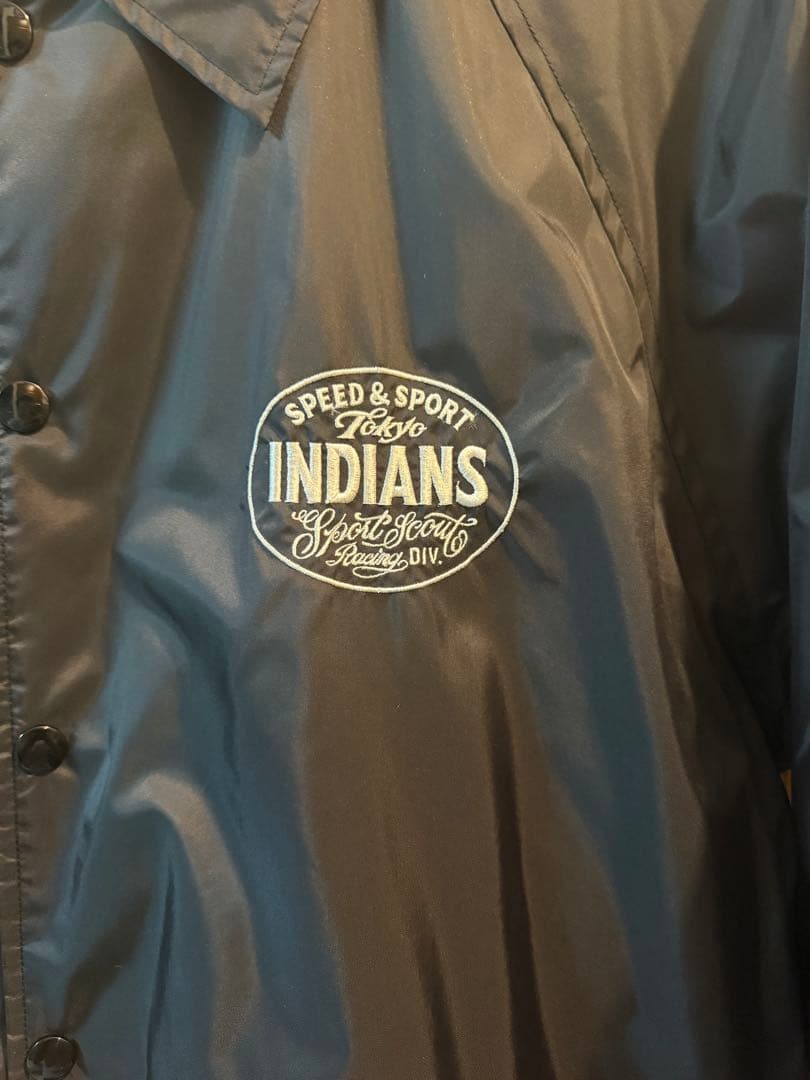 SPEED & SPORT
Tokyo
INDIANS
Sport Scout
Racing DIV.